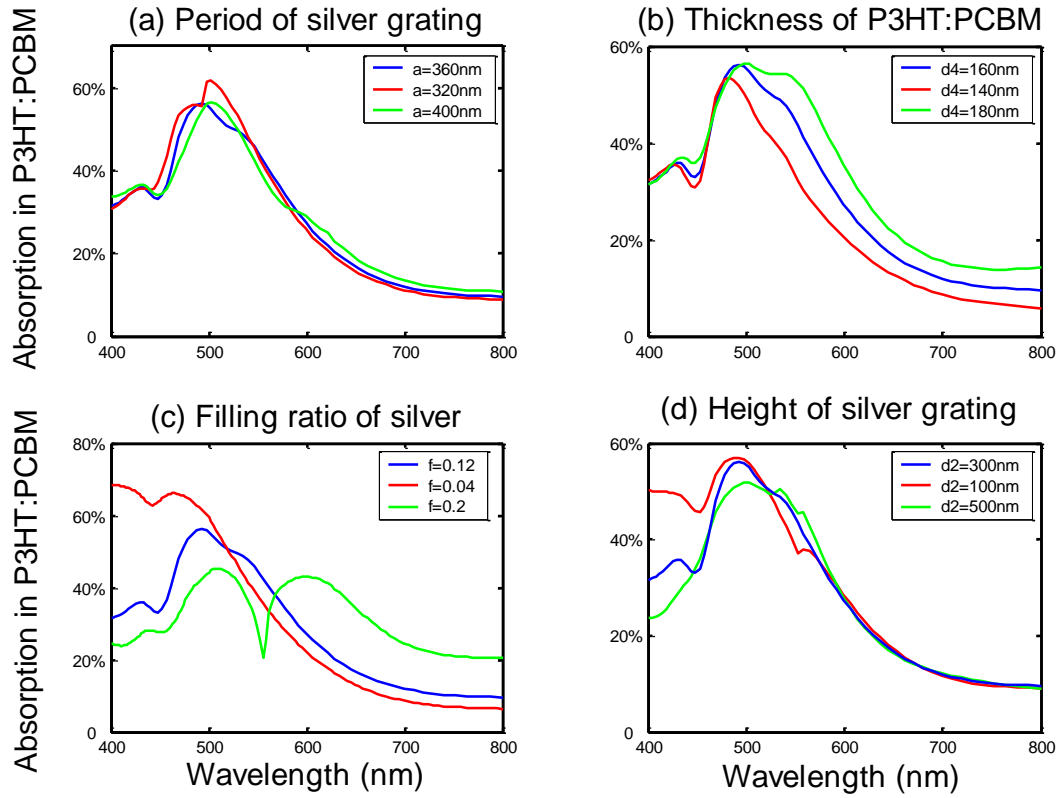 (a) Period of silver grating
Absorption in P3HT:PCBM
60%
40%
20%
0
400
500
600
700
800
a=360nm
a=320nm
a=400nm
(b) Thickness of P3HT:PCBM
60%
40%
20%
0
400
500
600
700
800
d4=160nm
d4=140nm
d4=180nm
(c) Filling ratio of silver
Absorption in P3HT:PCBM
80%
60%
40%
20%
0
400
500
600
700
800
f=0.12
f=0.04
f=0.2
Wavelength (nm)
(d) Height of silver grating
60%
40%
20%
0
400
500
600
700
800
d2=300nm
d2=100nm
d2=500nm
Wavelength (nm)